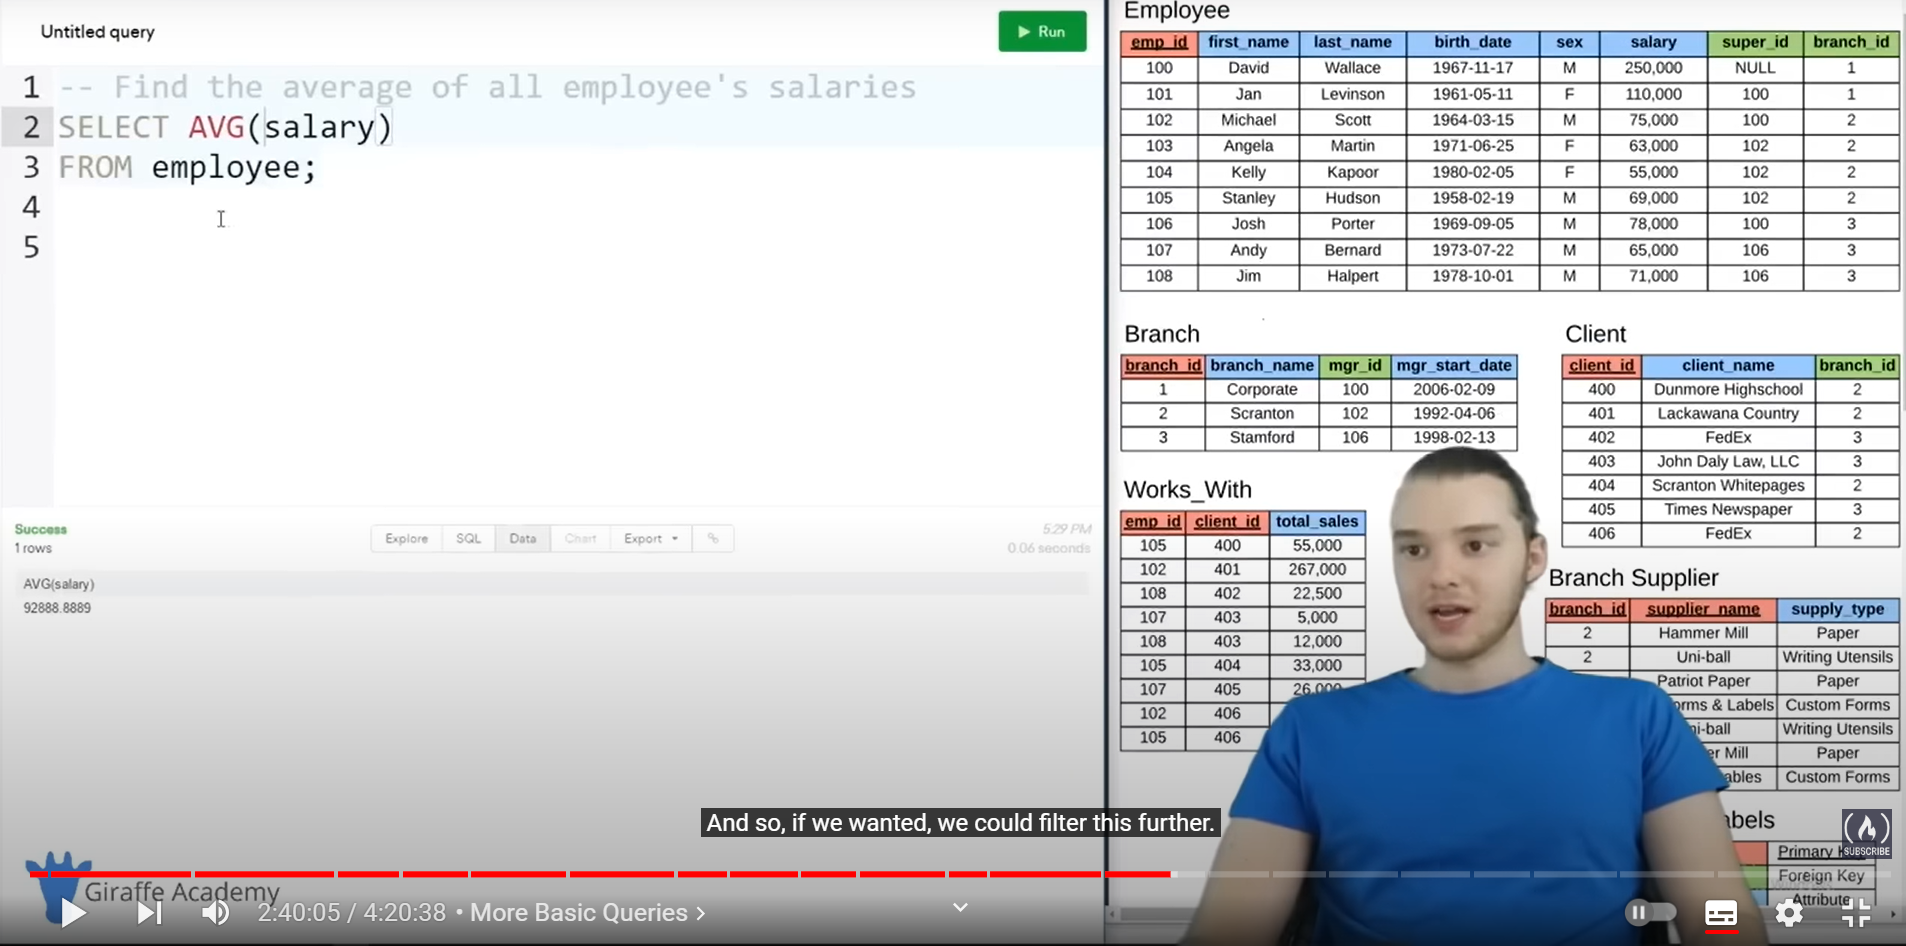 Untitled query
Run
1 -- Find the average of all employee's salaries
2 SELECT AVG(salary)
3 FROM employee;
4
5
Success
1 rows
Explore SQL Data Chart Export
5:29 PM
0.06 seconds
AVG(salary)
92888.8889
Employee
emp_id first_name last_name birth_date sex salary super_id branch_id
100 David Wallace 1967-11-17 M 250,000 NULL 1
101 Jan Levinson 1961-05-11 F 110,000 100 1
102 Michael Scott 1964-03-15 M 75,000 100 2
103 Angela Martin 1971-06-25 F 63,000 102 2
104 Kelly Kapoor 1980-02-05 F 55,000 102 2
105 Stanley Hudson 1958-02-19 M 69,000 102 2
106 Josh Porter 1969-09-05 M 78,000 100 3
107 Andy Bernard 1973-07-22 M 65,000 106 3
108 Jim Halpert 1978-10-01 M 71,000 106 3
Branch
branch_id branch_name mgr_id mgr_start_date
1 Corporate 100 2006-02-09
2 Scranton 102 1992-04-06
3 Stamford 106 1998-02-13
Client
client_id client_name branch_id
400 Dunmore Highschool 2
401 Lackawana Country 2
402 FedEx 3
403 John Daly Law, LLC 3
404 Scranton Whitepages 2
405 Times Newspaper 3
406 FedEx 2
Works_With
emp_id client_id total_sales
105 400 55,000
102 401 267,000
108 402 22,500
107 403 5,000
108 403 12,000
105 404 33,000
107 405 26,000
102 406
105 406
Branch Supplier
branch_id supplier_name supply_type
2 Hammer Mill Paper
2 Uni-ball Writing Utensils
Patriot Paper Paper
orms & Labels Custom Forms
ni-ball Writing Utensils
er Mill Paper
ables Custom Forms
abels
Primary
Foreign Key
Attribute
SUBSCRIBE
And so, if we wanted, we could filter this further.
Giraffe Academy
2:40:05 / 4:20:38 • More Basic Queries >